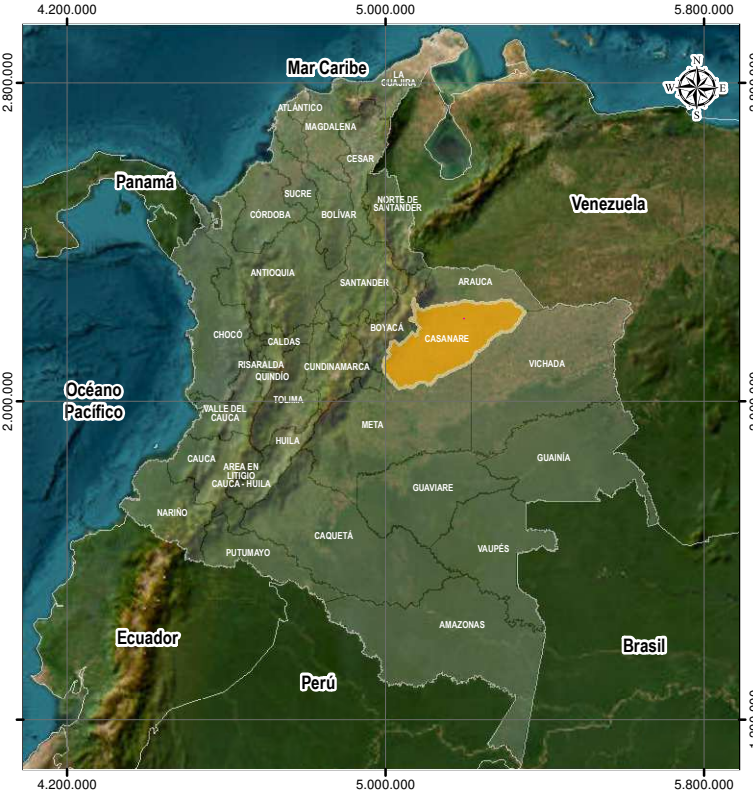 4.200.000
5.000.000
5.800.000
2.800.000
Mar Caribe
LA
GUAJIRA
N
W
E
S
ATLÁNTICO
MAGDALENA
CESAR
Panamá
SUCRE
NORTE DE
SANTANDER
Venezuela
CÓRDOBA
BOLÍVAR
ANTIOQUIA
SANTANDER
ARAUCA
CHOCÓ
BOYACÁ
CALDAS
CASANARE
RISARALDA
CUNDINAMARCA
VICHADA
QUINDÍO
Océano
Pacífico
2.000.000
TOLIMA
VALLE DEL
CAUCA
META
HUILA
CAUCA
AREA EN
LITIGIO
CAUCA - HUILA
GUAINÍA
GUAVIARE
NARIÑO
CAQUETÁ
VAUPÉS
PUTUMAYO
AMAZONAS
Ecuador
Brasil
Perú
4.200.000
5.000.000
5.800.000